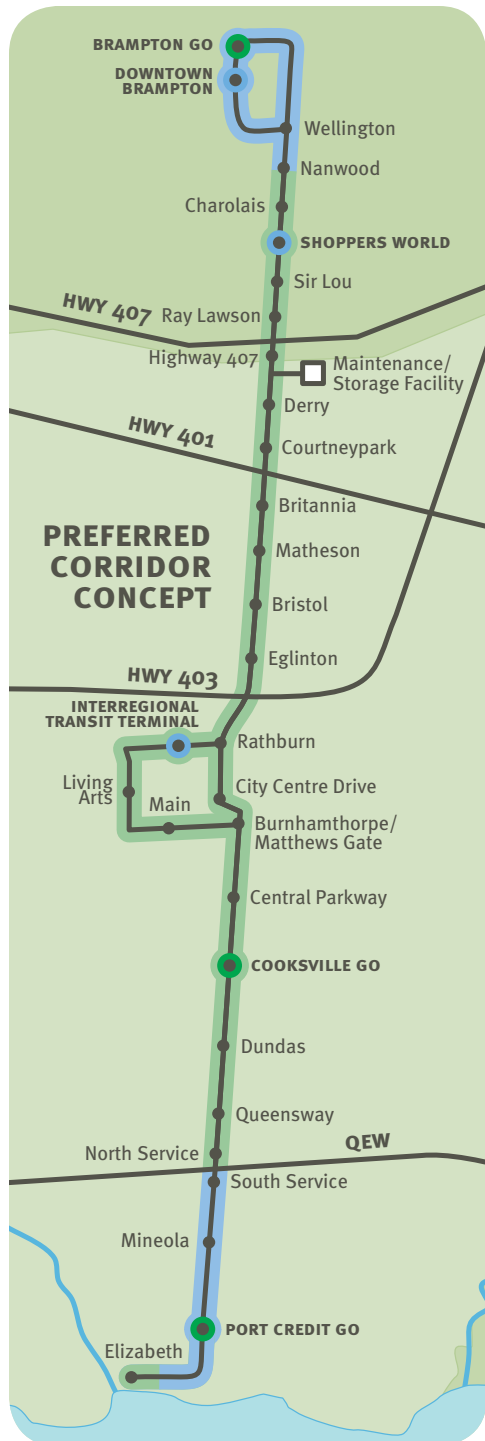 BRAMPTON GO
DOWNTOWN
BRAMPTON
Wellington
Nanwood
Charolais
SHOPPERS WORLD
Sir Lou
HWY 407
Ray Lawson
Highway 407
Maintenance/
Storage Facility
Derry
HWY 401
Courtneypark
Britannia
PREFERRED
CORRIDOR
CONCEPT
Matheson
Bristol
Eglinton
HWY 403
INTERREGIONAL
TRANSIT TERMINAL
Rathburn
Living
Arts
City Centre Drive
Main
Burnhamthorpe/
Matthews Gate
Central Parkway
COOKSVILLE GO
Dundas
Queensway
North Service
QEW
South Service
Mineola
PORT CREDIT GO
Elizabeth